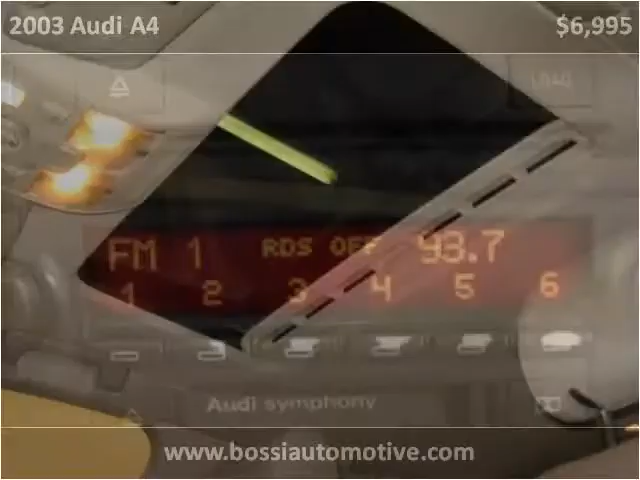 2003 Audi A4 $6,995
LOAD
FM 1 RDS OFF 93.7
1 2 3 4 5 6
Audi symphony
www.bossiautomotive.com